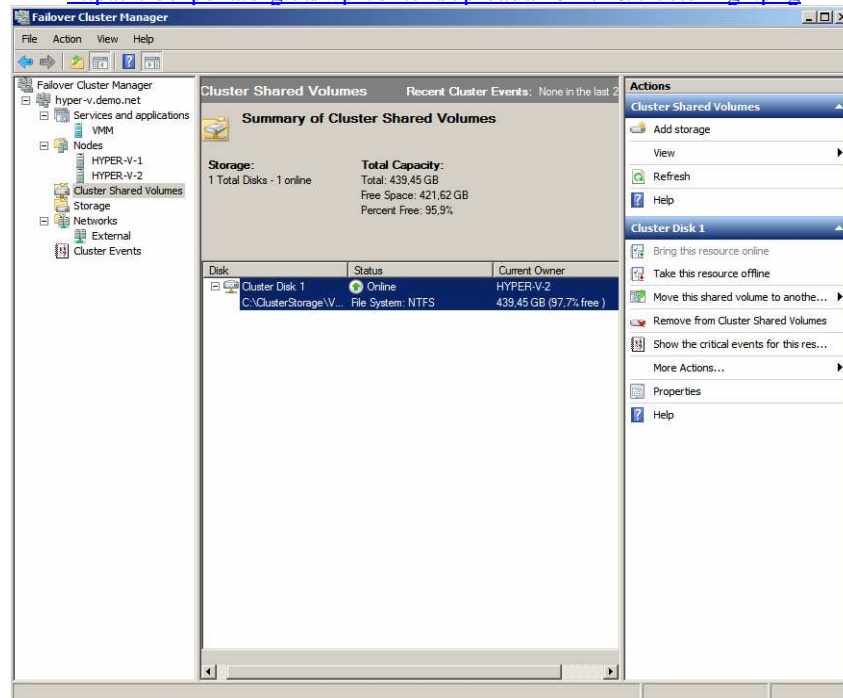 Failover Cluster Manager
File Action View Help
Failover Cluster Manager
hyper-v.demo.net
Services and applications
VMM
Nodes
HYPER-V-1
HYPER-V-2
Cluster Shared Volumes
Storage
Networks
External
Cluster Events
Cluster Shared Volumes Recent Cluster Events: None in the last 2
Summary of Cluster Shared Volumes
Storage: Total Capacity:
1 Total Disks - 1 online Total: 439,45 GB
Free Space: 421,62 GB
Percent Free: 95,9%
Disk Status Current Owner
Cluster Disk 1 Online HYPER-V-2
C:\ClusterStorage\V... File System: NTFS 439,45 GB (97,7% free )
Actions
Cluster Shared Volumes
Add storage
View
Refresh
Help
Cluster Disk 1
Bring this resource online
Take this resource offline
Move this shared volume to anothe...
Remove from Cluster Shared Volumes
Show the critical events for this res...
More Actions...
Properties
Help